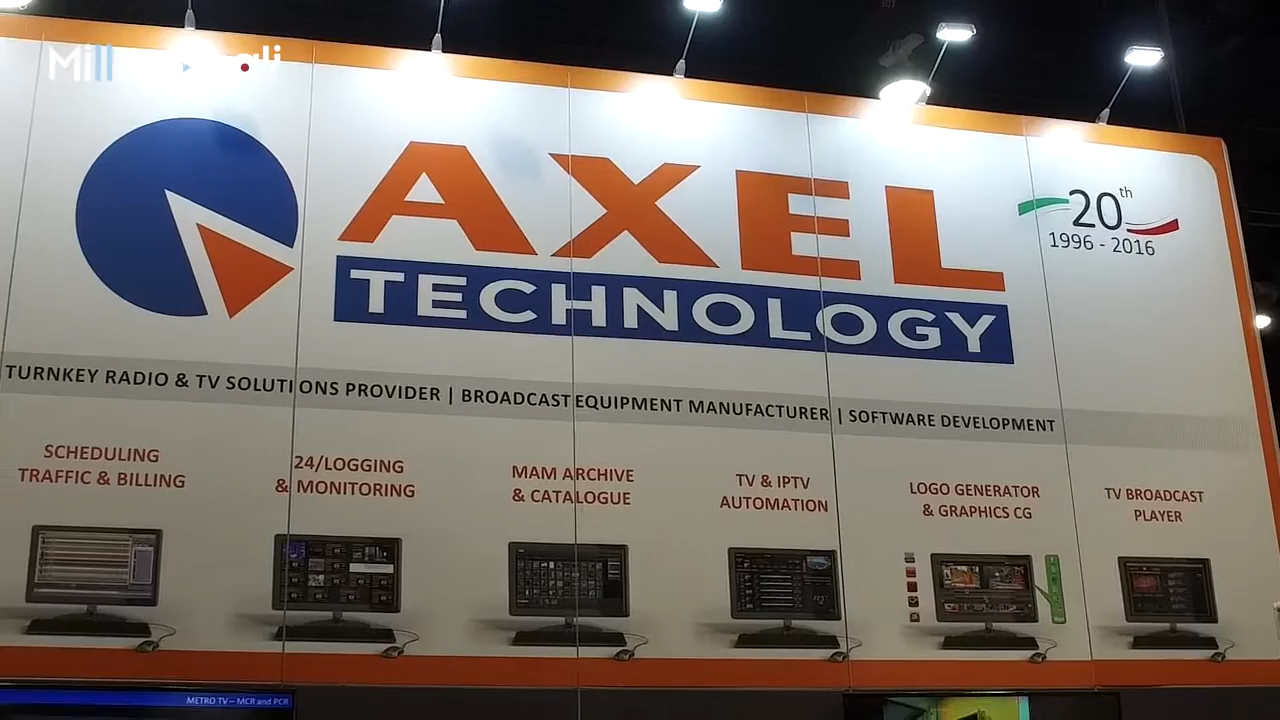 AXEL
TECHNOLOGY
20th
1996 - 2016
TURNKEY RADIO & TV SOLUTIONS PROVIDER | BROADCAST EQUIPMENT MANUFACTURER | SOFTWARE DEVELOPMENT
SCHEDULING
TRAFFIC & BILLING
24/LOGGING
& MONITORING
MAM ARCHIVE
& CATALOGUE
TV & IPTV
AUTOMATION
LOGO GENERATOR
& GRAPHICS CG
TV BROADCAST
PLAYER
METRO TV – MCR and PCR